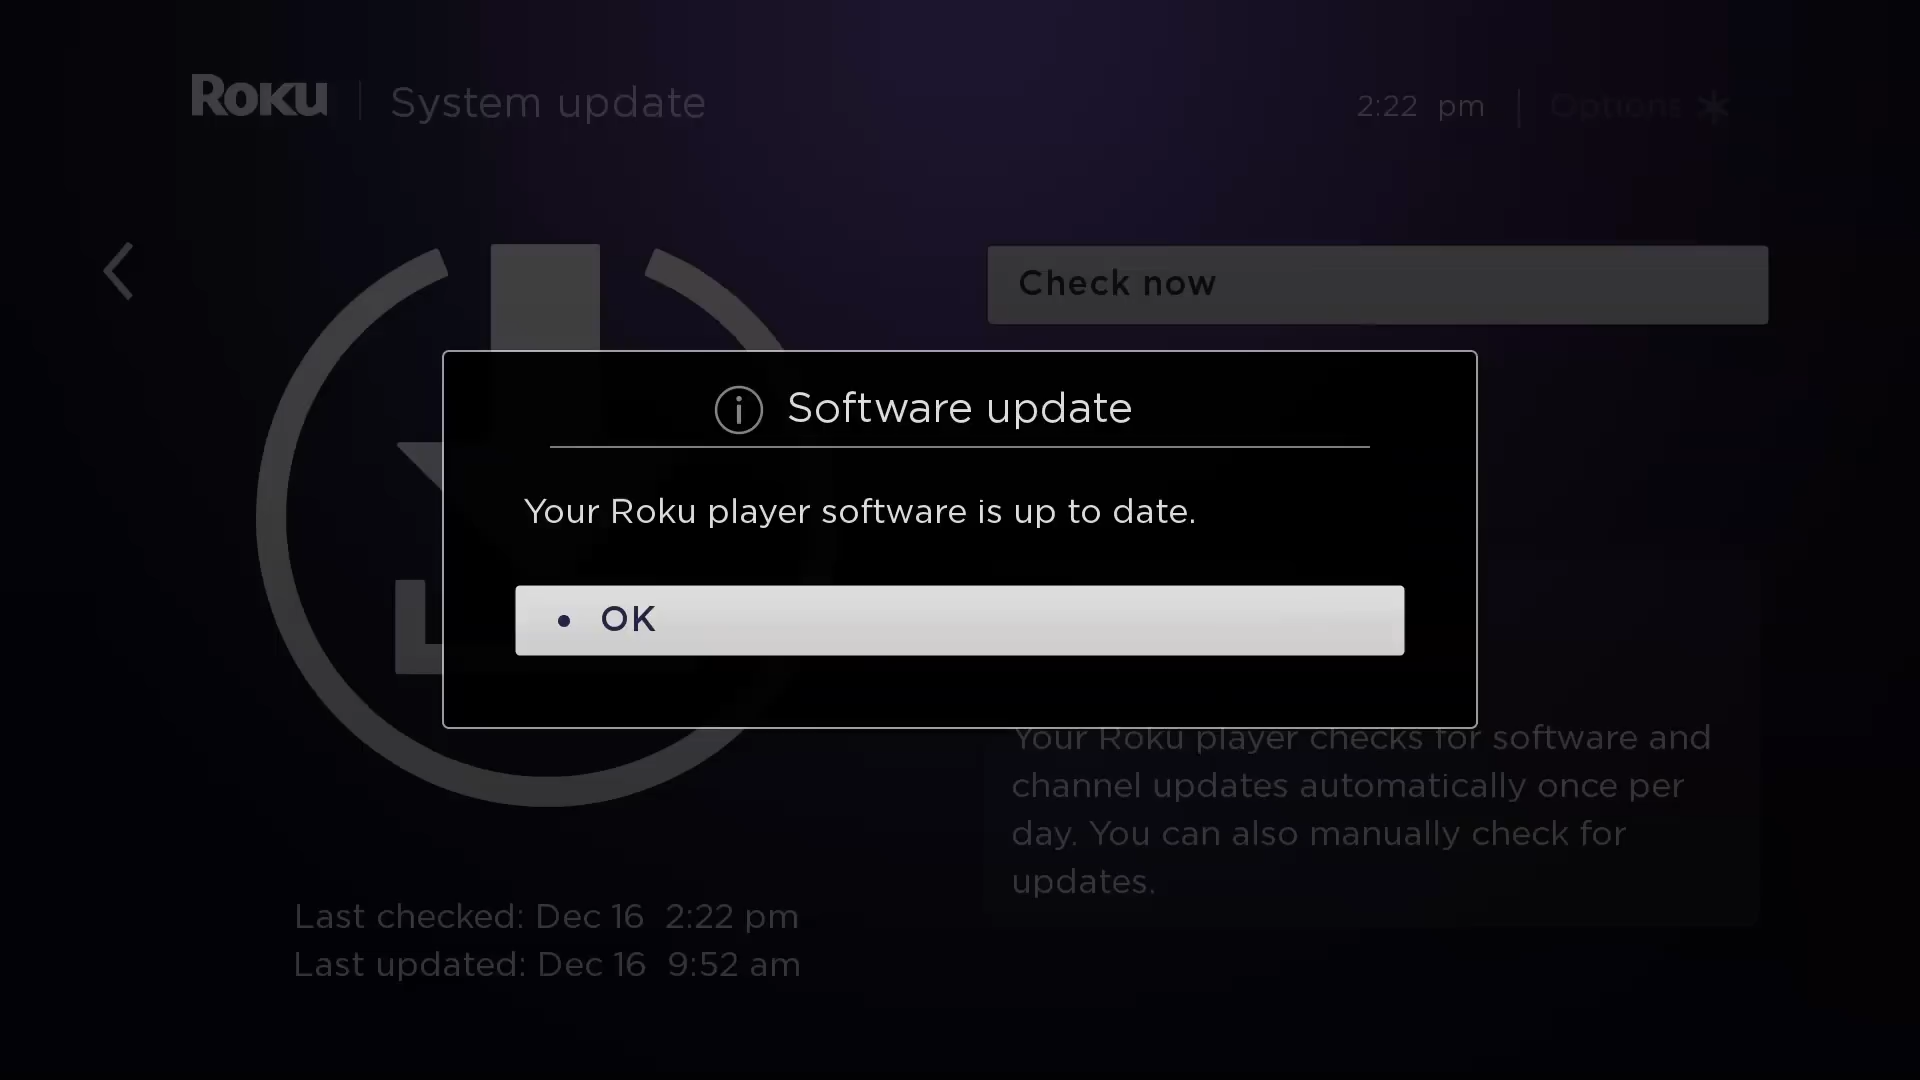 Roku
System update
2:22 pm
Options
Check now
Software update
Your Roku player software is up to date.
OK
Your Roku player checks for software and
channel updates automatically once per
day. You can also manually check for
updates.
Last checked: Dec 16 2:22 pm
Last updated: Dec 16 9:52 am